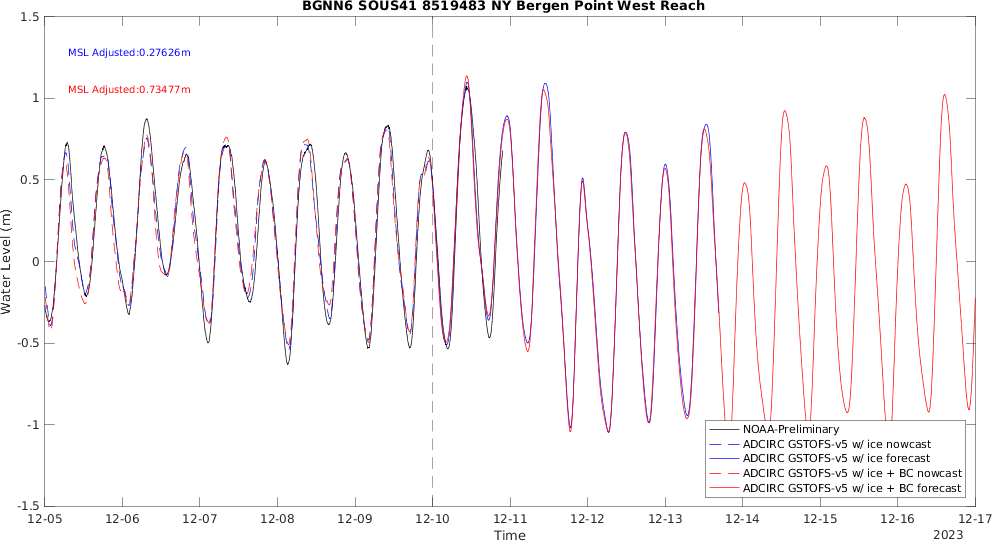 BGNN6 SOUS41 8519483 NY Bergen Point West Reach
1.5
MSL Adjusted:0.27626m
MSL Adjusted:0.73477m
1
0.5
0
-0.5
-1
-1.5
Water Level (m)
NOAA-Preliminary
ADCIRC GSTOFS-v5 w/ ice nowcast
ADCIRC GSTOFS-v5 w/ ice forecast
ADCIRC GSTOFS-v5 w/ ice + BC nowcast
ADCIRC GSTOFS-v5 w/ ice + BC forecast
12-05 12-06 12-07 12-08 12-09 12-10 12-11 12-12 12-13 12-14 12-15 12-16 12-17
Time
2023